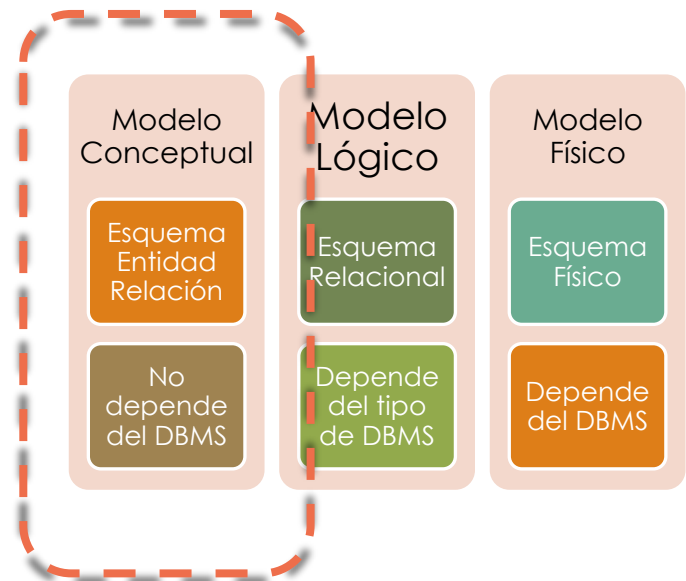 Modelo
Conceptual
Esquema
Entidad
Relación
No
depende
del DBMS
Modelo
Lógico
Esquema
Relacional
Depende
del tipo
de DBMS
Modelo
Físico
Esquema
Físico
Depende
del DBMS